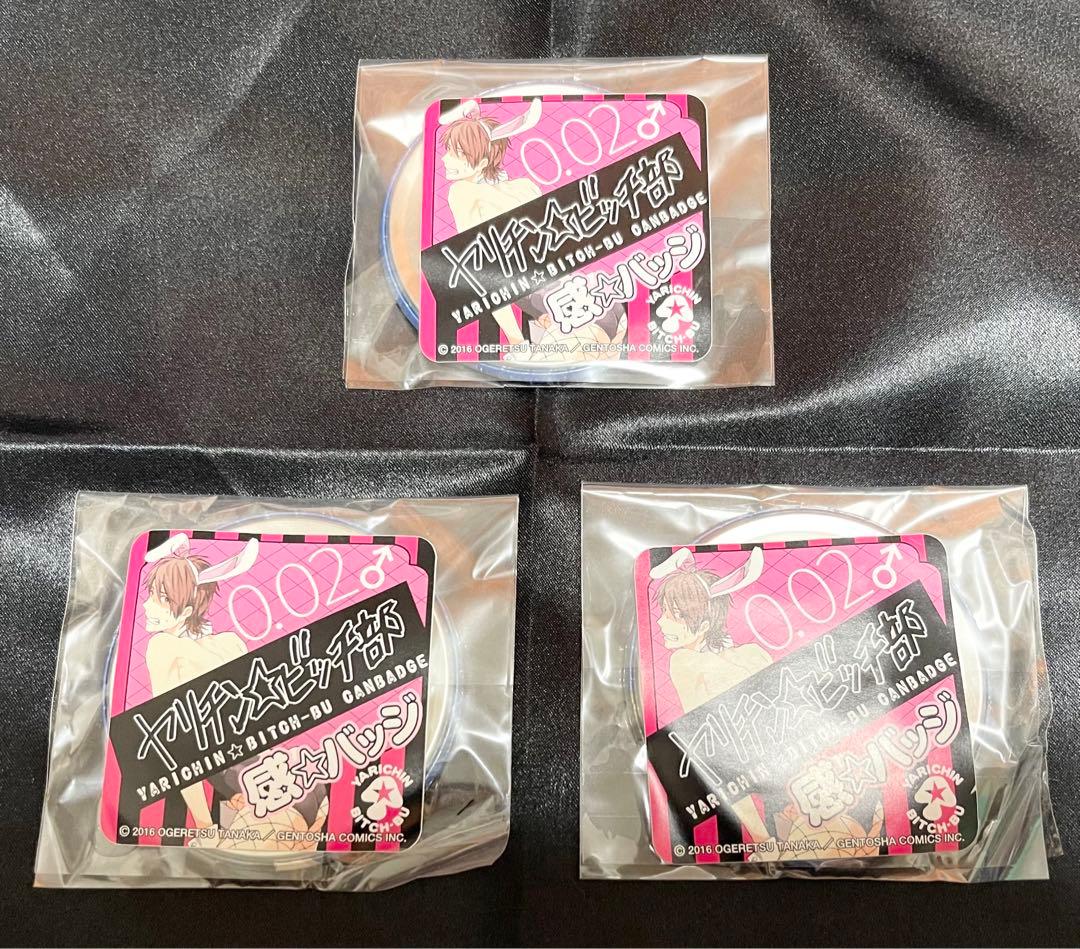 0.02♂
ヤリチン☆ビッチ部
YARICHIN☆BITCH-BU CANBADGE
感☆バッジ
YARICHIN
BITCH-BU
© 2016 OGERETSU TANAKA／GENTOSHA COMICS INC.
0.02♂
ヤリチン☆ビッチ部
YARICHIN☆BITCH-BU CANBADGE
感☆バッジ
YARICHIN
BITCH-BU
© 2016 OGERETSU TANAKA／GENTOSHA COMICS INC.
0.02♂
ヤリチン☆ビッチ部
YARICHIN☆BITCH-BU CANBADGE
感☆バッジ
YARICHIN
BITCH-BU
© 2016 OGERETSU TANAKA／GENTOSHA COMICS INC.